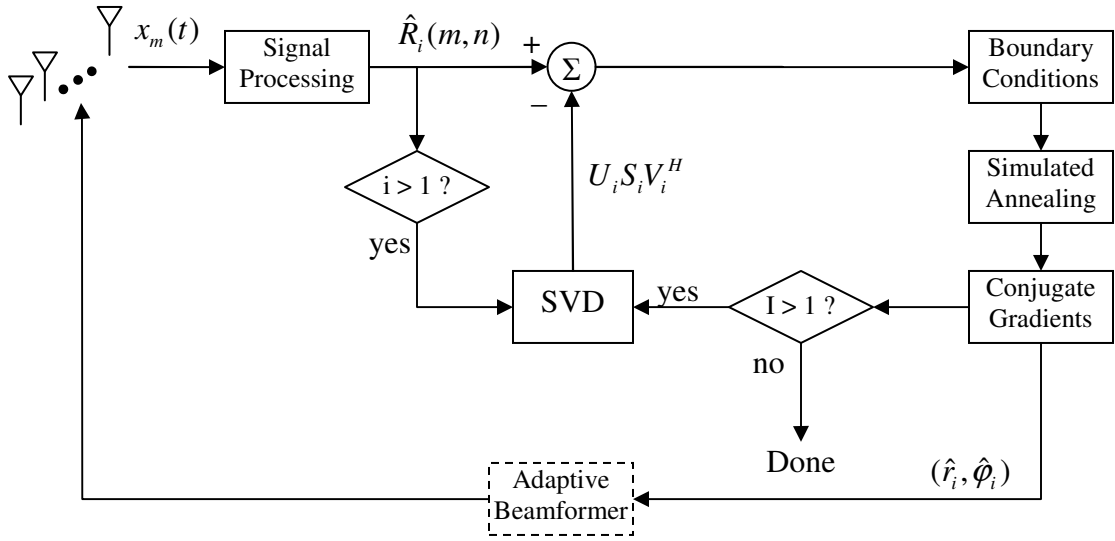 x_m(t)
Signal
Processing
R̂_i(m,n)
+
Σ
−
Boundary
Conditions
i > 1 ?
yes
U_i S_i V_i^H
Simulated
Annealing
SVD
yes
I > 1 ?
no
Conjugate
Gradients
Done
(r̂_i, φ̂_i)
Adaptive
Beamformer